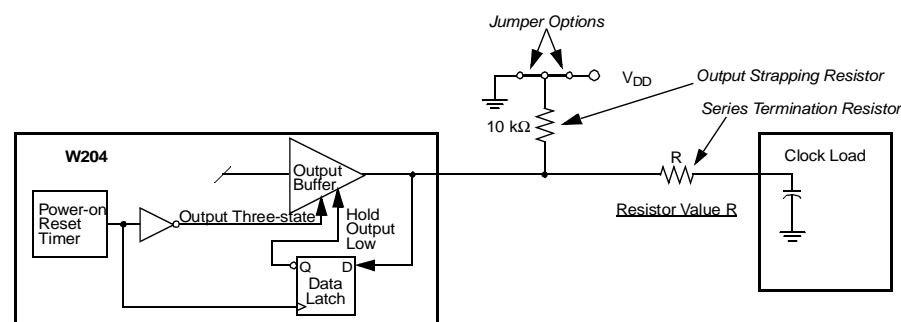 Jumper Options
VDD
Output Strapping Resistor
Series Termination Resistor
10 kΩ
W204
R
Clock Load
Output
Buffer
Resistor Value R
Power-on
Reset
Timer
Output Three-state
Hold
Output
Low
Q
D
Data
Latch